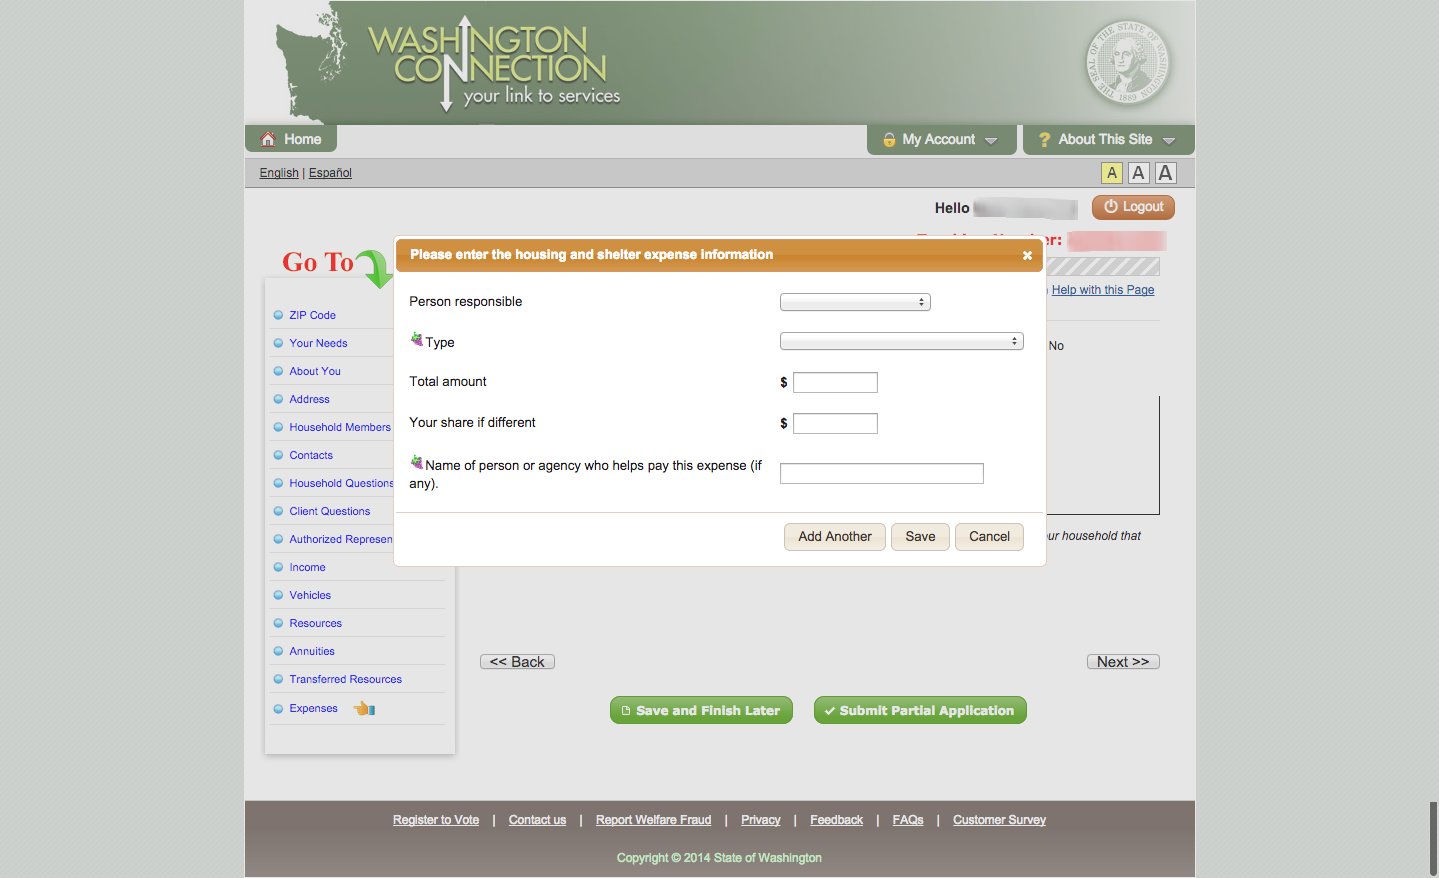 WASHINGTON
CONNECTION
your link to services
THE SEAL OF THE STATE OF WASHINGTON
1889
Home
My Account
? About This Site
English | Español
A A A
Hello
Logout
Go To
Please enter the housing and shelter expense information
Help with this Page
Person responsible
No
Type
Total amount
$
Your share if different
$
Name of person or agency who helps pay this expense (if
any).
Add Another
Save
Cancel
ur household that
ZIP Code
Your Needs
About You
Address
Household Members
Contacts
Household Questions
Client Questions
Authorized Represen
Income
Vehicles
Resources
Annuities
Transferred Resources
Expenses
<< Back
Next >>
Save and Finish Later
Submit Partial Application
Register to Vote | Contact us | Report Welfare Fraud | Privacy | Feedback | FAQs | Customer Survey
Copyright © 2014 State of Washington